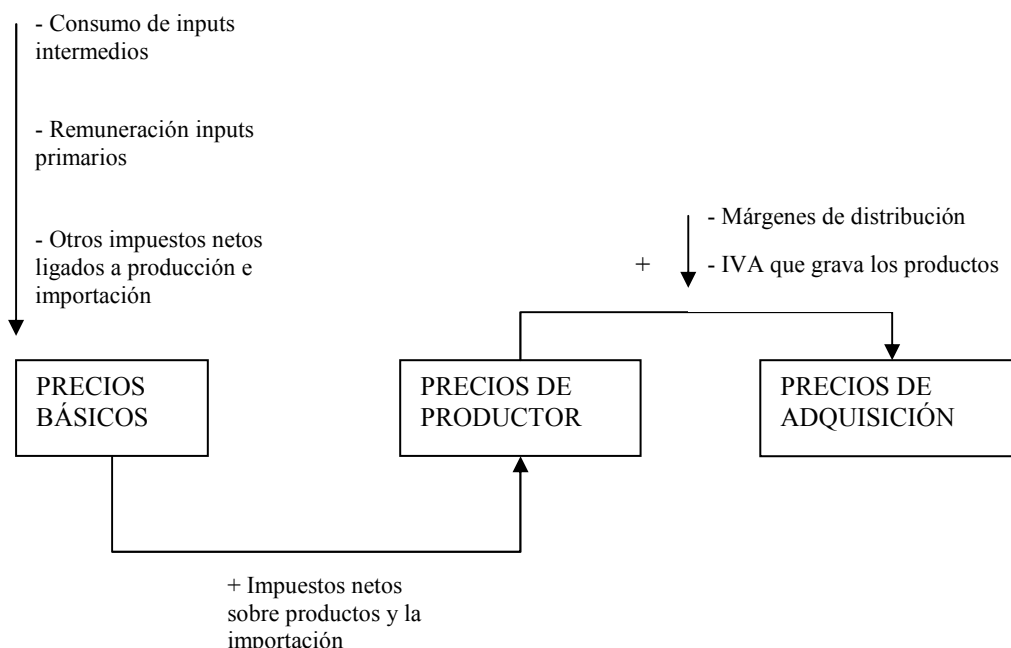 - Consumo de inputs
intermedios
- Remuneración inputs
primarios
- Otros impuestos netos
ligados a producción e
importación
- Márgenes de distribución
+
- IVA que grava los productos
PRECIOS
BÁSICOS
PRECIOS DE
PRODUCTOR
PRECIOS DE
ADQUISICIÓN
+ Impuestos netos
sobre productos y la
importación